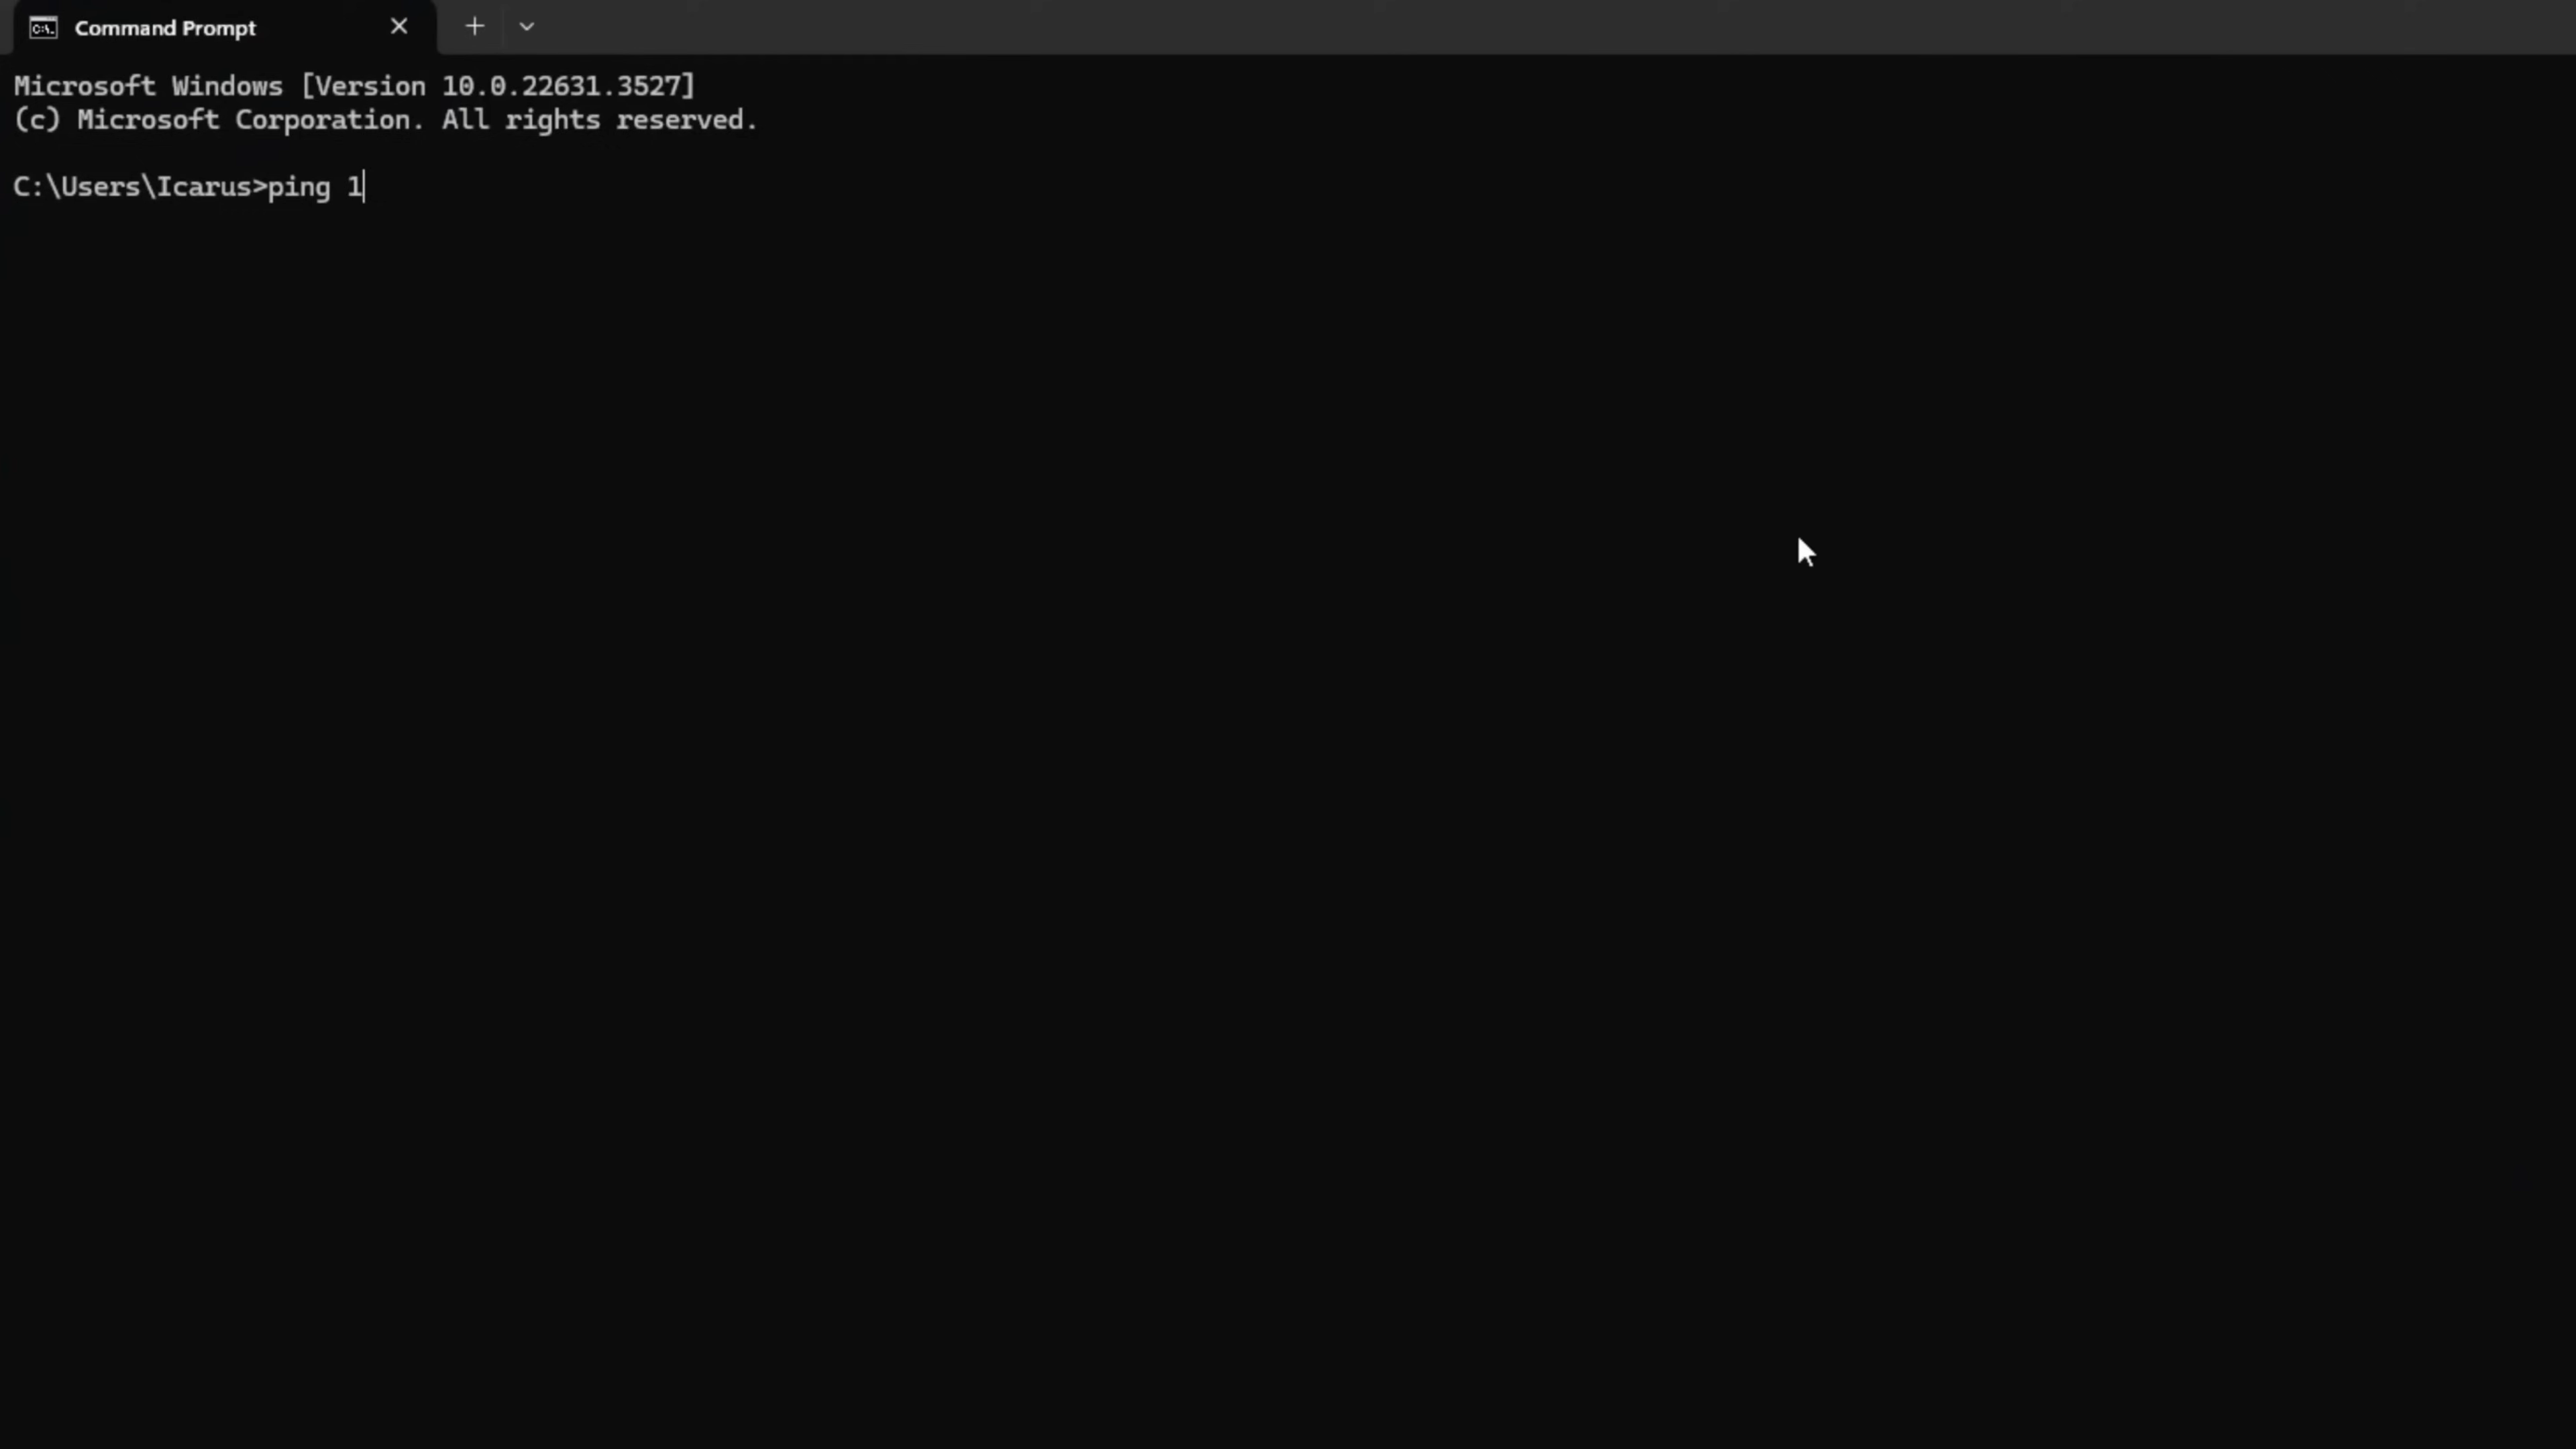 Command Prompt
Microsoft Windows [Version 10.0.22631.3527]
(c) Microsoft Corporation. All rights reserved.
C:\Users\Icarus>ping 1